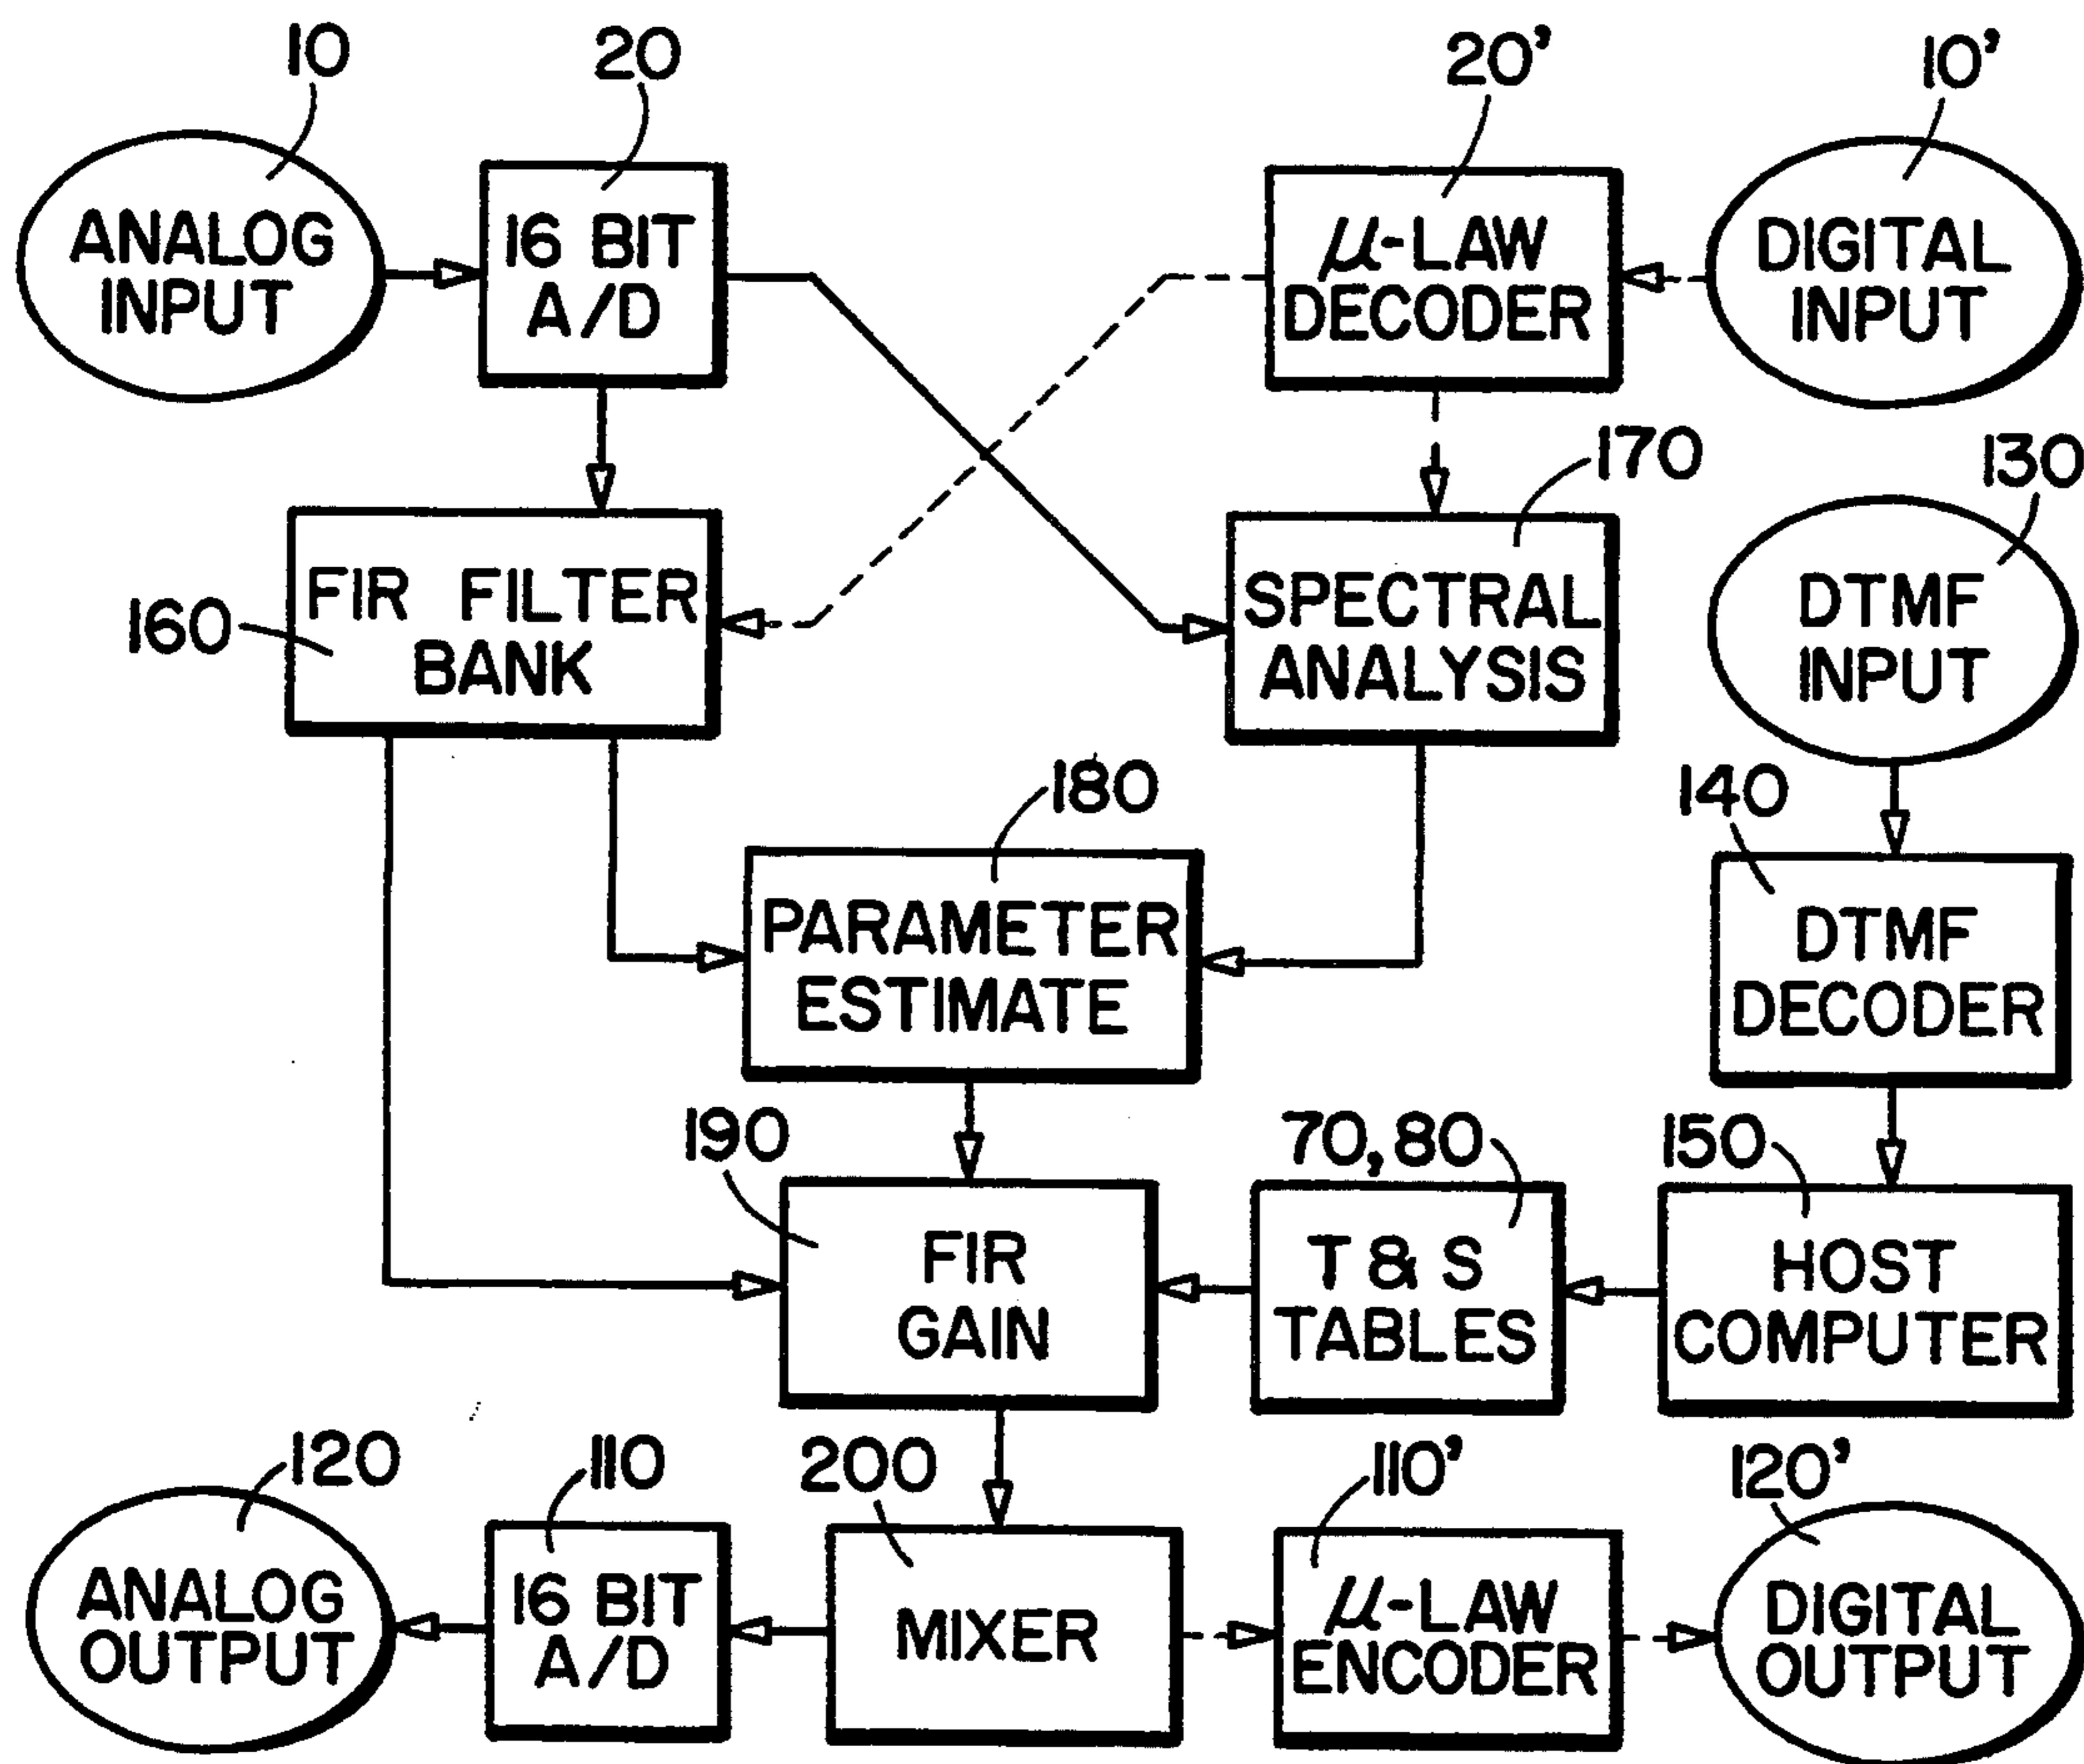 10
20
20'
10'
ANALOG
INPUT
16 BIT
A/D
μ-LAW
DECODER
DIGITAL
INPUT
170
130
160
FIR FILTER
BANK
SPECTRAL
ANALYSIS
DTMF
INPUT
180
140
PARAMETER
ESTIMATE
DTMF
DECODER
190
70,80
150
FIR
GAIN
T & S
TABLES
HOST
COMPUTER
120
110
200
110'
120'
ANALOG
OUTPUT
16 BIT
A/D
MIXER
μ-LAW
ENCODER
DIGITAL
OUTPUT